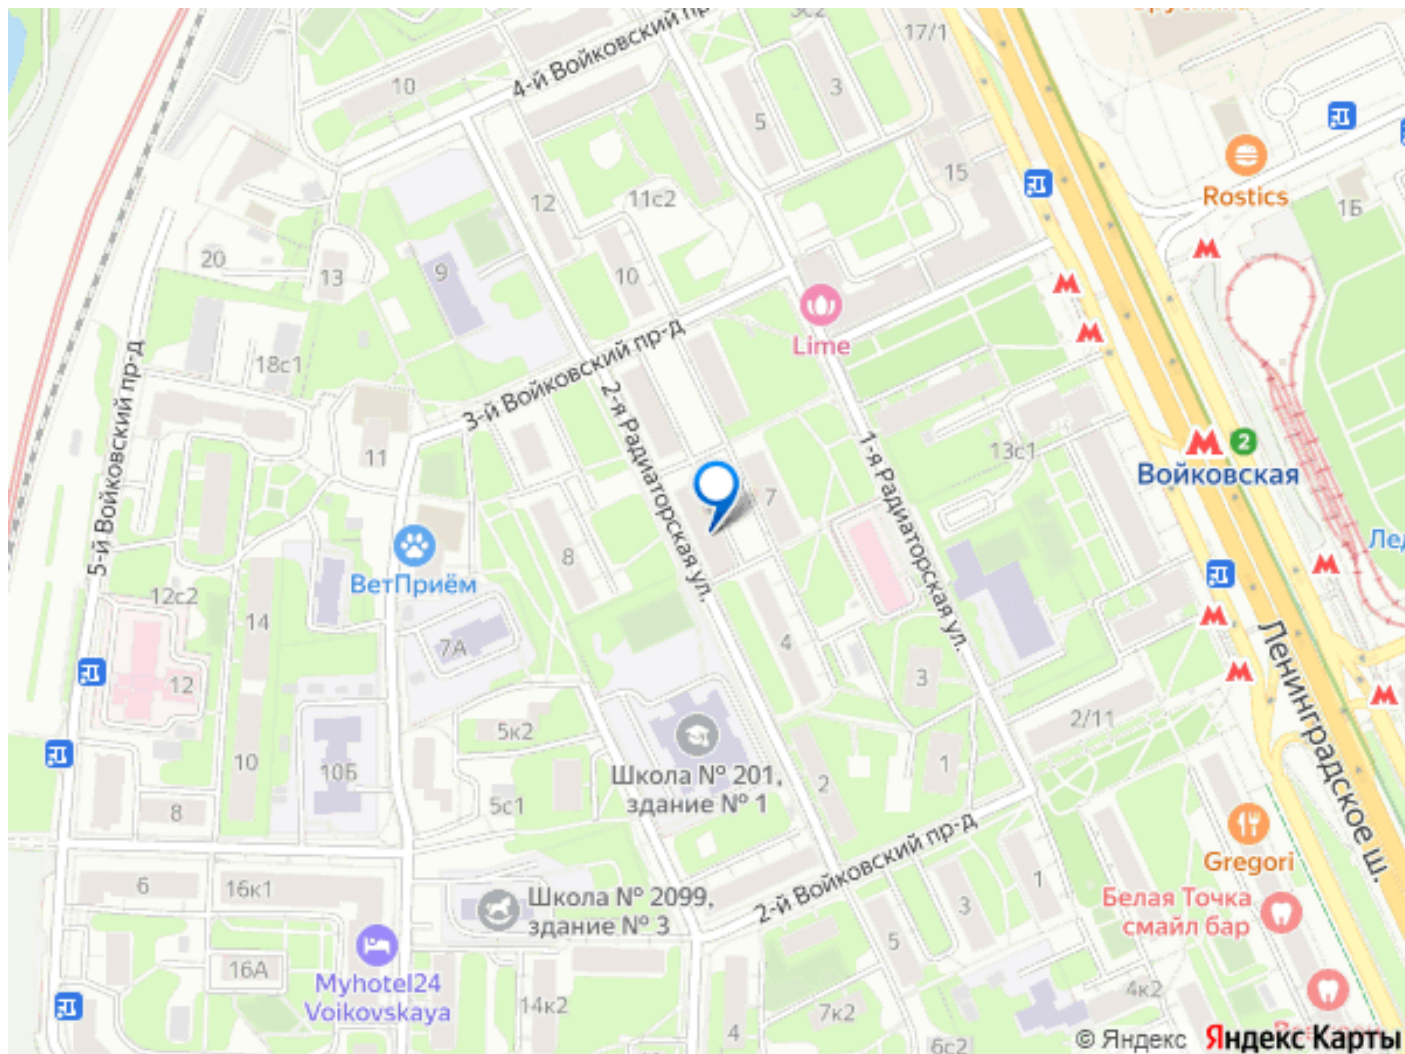 4-й Войковский пр
3с2
17/1
10
3
5
15
Rostics
1Б
12
11с2
20
13
9
10
Lime
18с1
3-й Войковский пр-д
5-й Войковский пр-д
2-я Радиаторская ул.
1-я Радиаторская ул.
11
13с1
2
Войковская
7
ВетПриём
8
Лед
12с2
14
7А
4
3
12
Ленинградское ш.
2/11
5к2
Школа № 201,
здание № 1
10
10Б
1
2
5с1
8
2-й Войковский пр-д
Gregori
6
16к1
Школа № 2099,
здание № 3
1
3
Белая Точка
смайл бар
5
16А
Myhotel24
Voikovskaya
14к2
7к2
4к2
4
6с2
© Яндекс Яндекс Карты